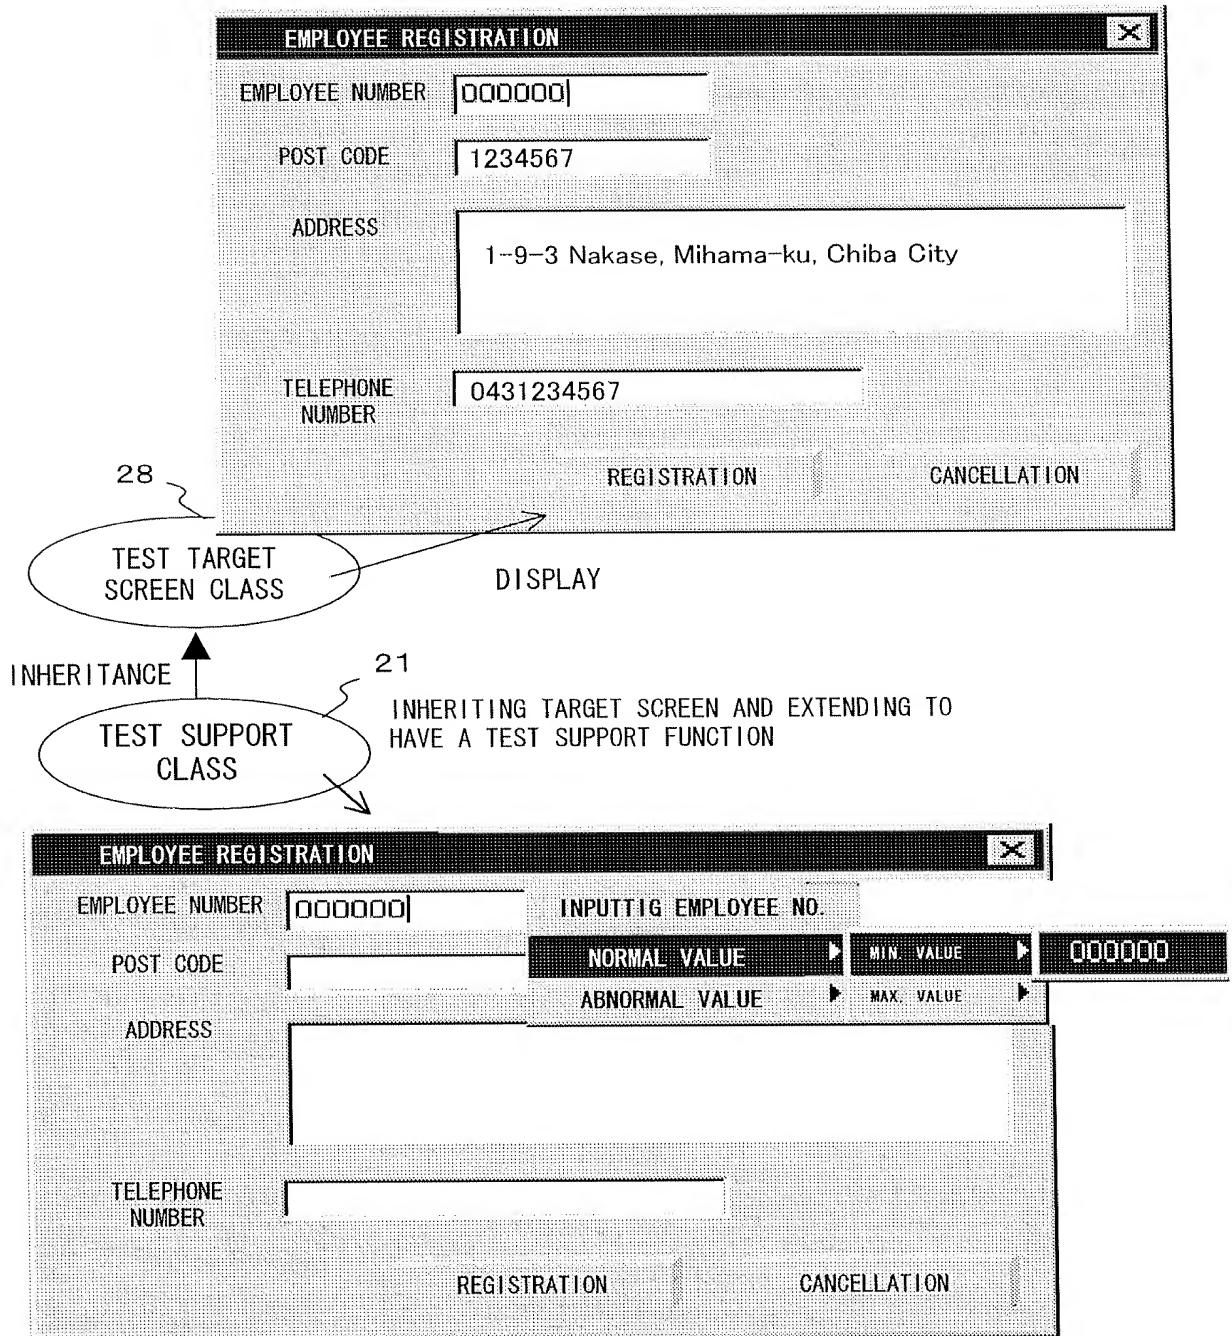 EMPLOYEE REGISTRATION
EMPLOYEE NUMBER 000000
POST CODE 1234567
ADDRESS
1-9-3 Nakase, Mihama-ku, Chiba City
TELEPHONE NUMBER 0431234567
REGISTRATION CANCELLATION
28
TEST TARGET
SCREEN CLASS
DISPLAY
INHERITANCE
21
TEST SUPPORT
CLASS
INHERITING TARGET SCREEN AND EXTENDING TO
HAVE A TEST SUPPORT FUNCTION
EMPLOYEE REGISTRATION
EMPLOYEE NUMBER 000000 INPUTTIG EMPLOYEE NO.
POST CODE NORMAL VALUE MIN. VALUE 000000
ABNORMAL VALUE MAX. VALUE
ADDRESS
TELEPHONE
NUMBER
REGISTRATION CANCELLATION